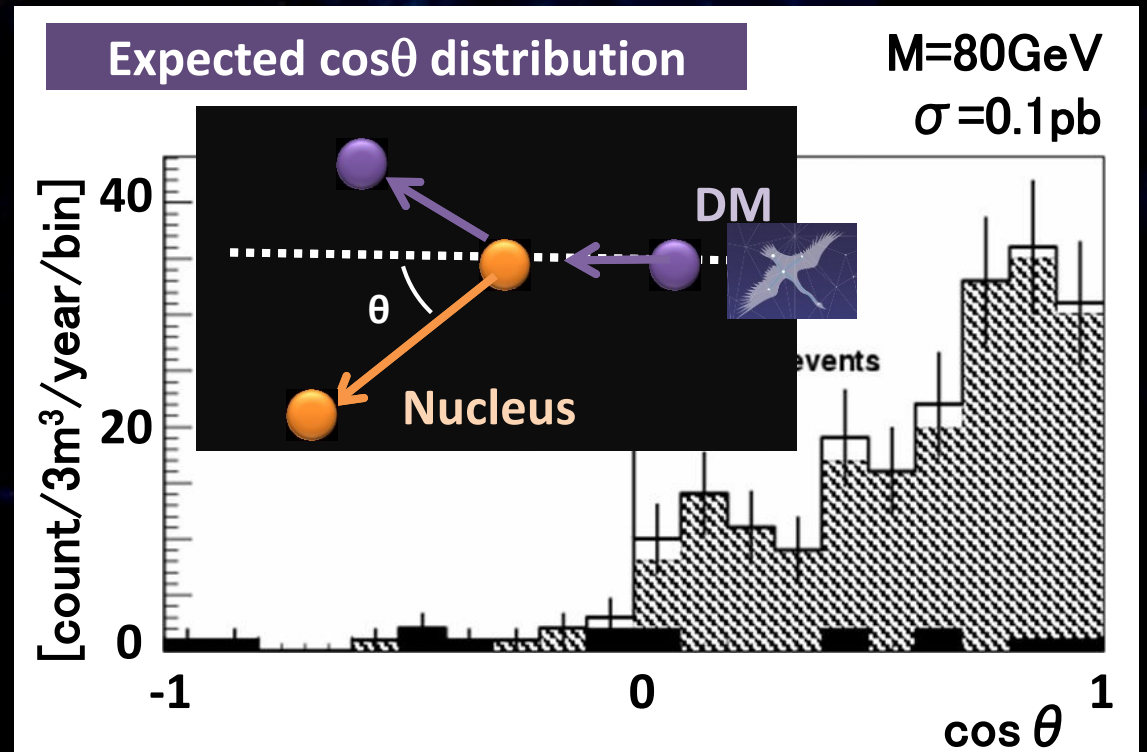 Expected cosθ distribution
M=80GeV
σ=0.1pb
[count/3m³/year/bin]
40
20
0
DM
θ
Nucleus
events
-1
0
1
cos θ